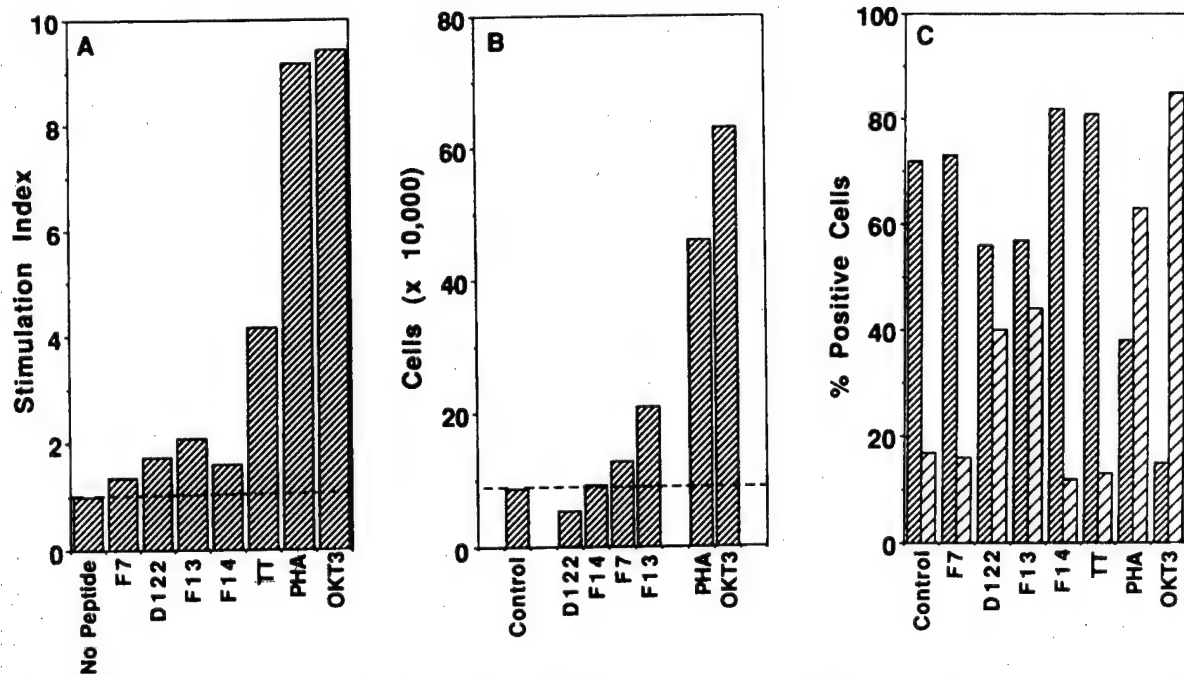 A
Stimulation Index
10
8
6
4
2
0
No Peptide
F7
D122
F13
F14
TT
PHA
OKT3
B
Cells (x 10,000)
80
60
40
20
0
Control
D122
F14
F7
F13
PHA
OKT3
C
% Positive Cells
100
80
60
40
20
0
Control
F7
D122
F13
F14
TT
PHA
OKT3